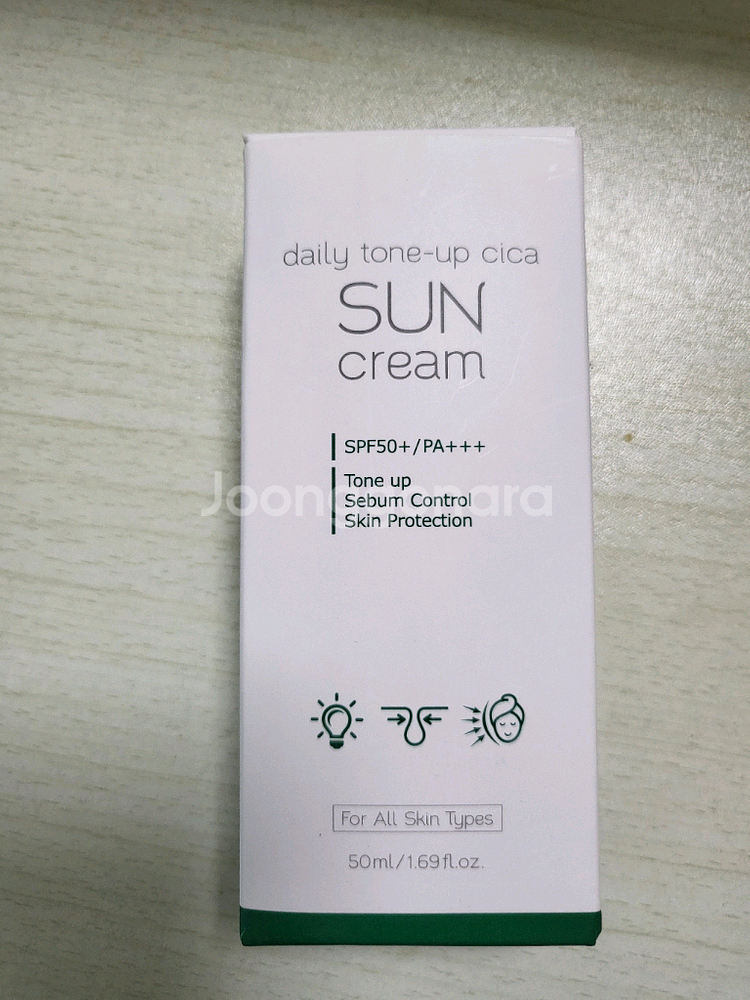 daily tone-up cica
SUN
cream
SPF50+/PA+++
Tone up
Sebum Control
Skin Protection
Joonggonara
For All Skin Types
50ml/1.69fl.oz.